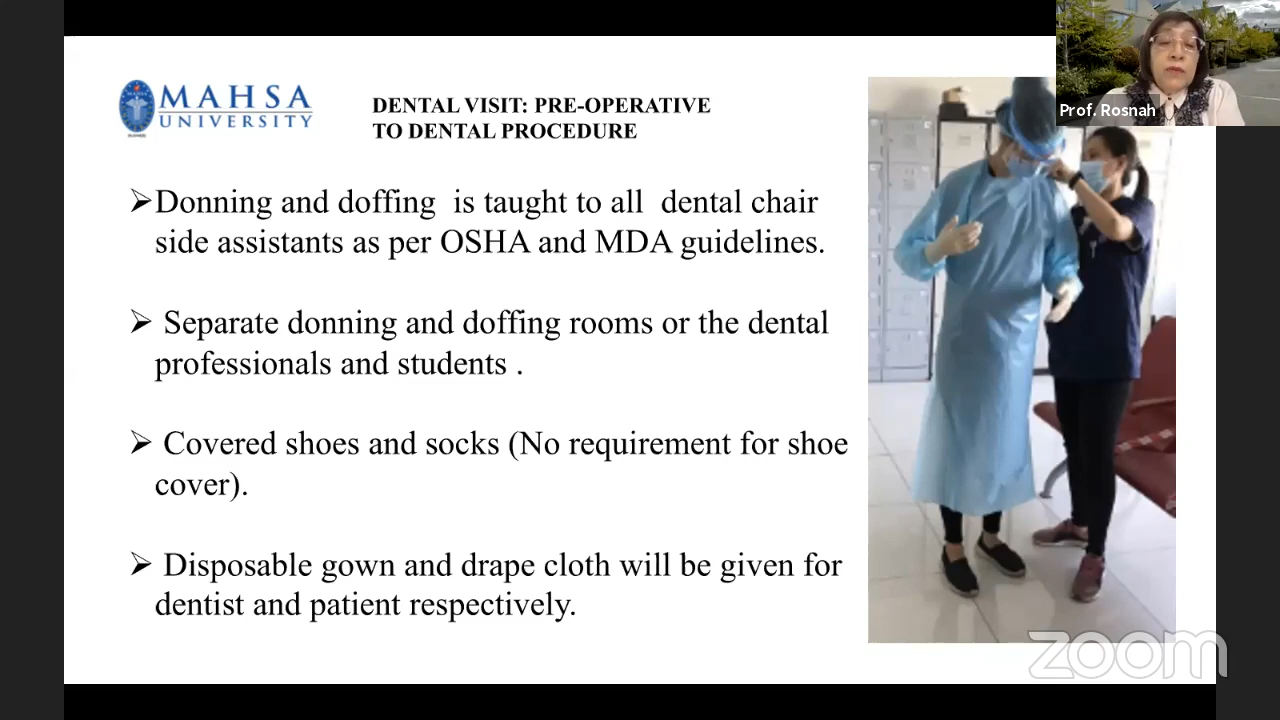 MAHSA
UNIVERSITY
DENTAL VISIT: PRE-OPERATIVE
TO DENTAL PROCEDURE
Prof. Rosnah
➢Donning and doffing is taught to all dental chair
side assistants as per OSHA and MDA guidelines.
➢ Separate donning and doffing rooms or the dental
professionals and students .
➢ Covered shoes and socks (No requirement for shoe
cover).
➢ Disposable gown and drape cloth will be given for
dentist and patient respectively.
zoom